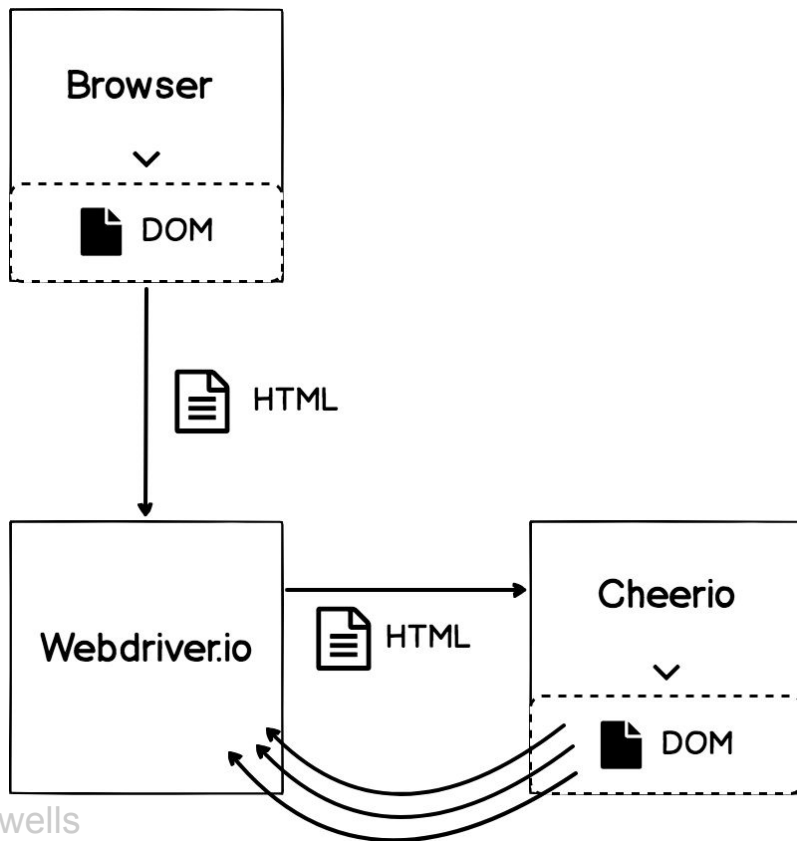 Browser
DOM
HTML
Webdriver.io
HTML
Cheerio
DOM
wells